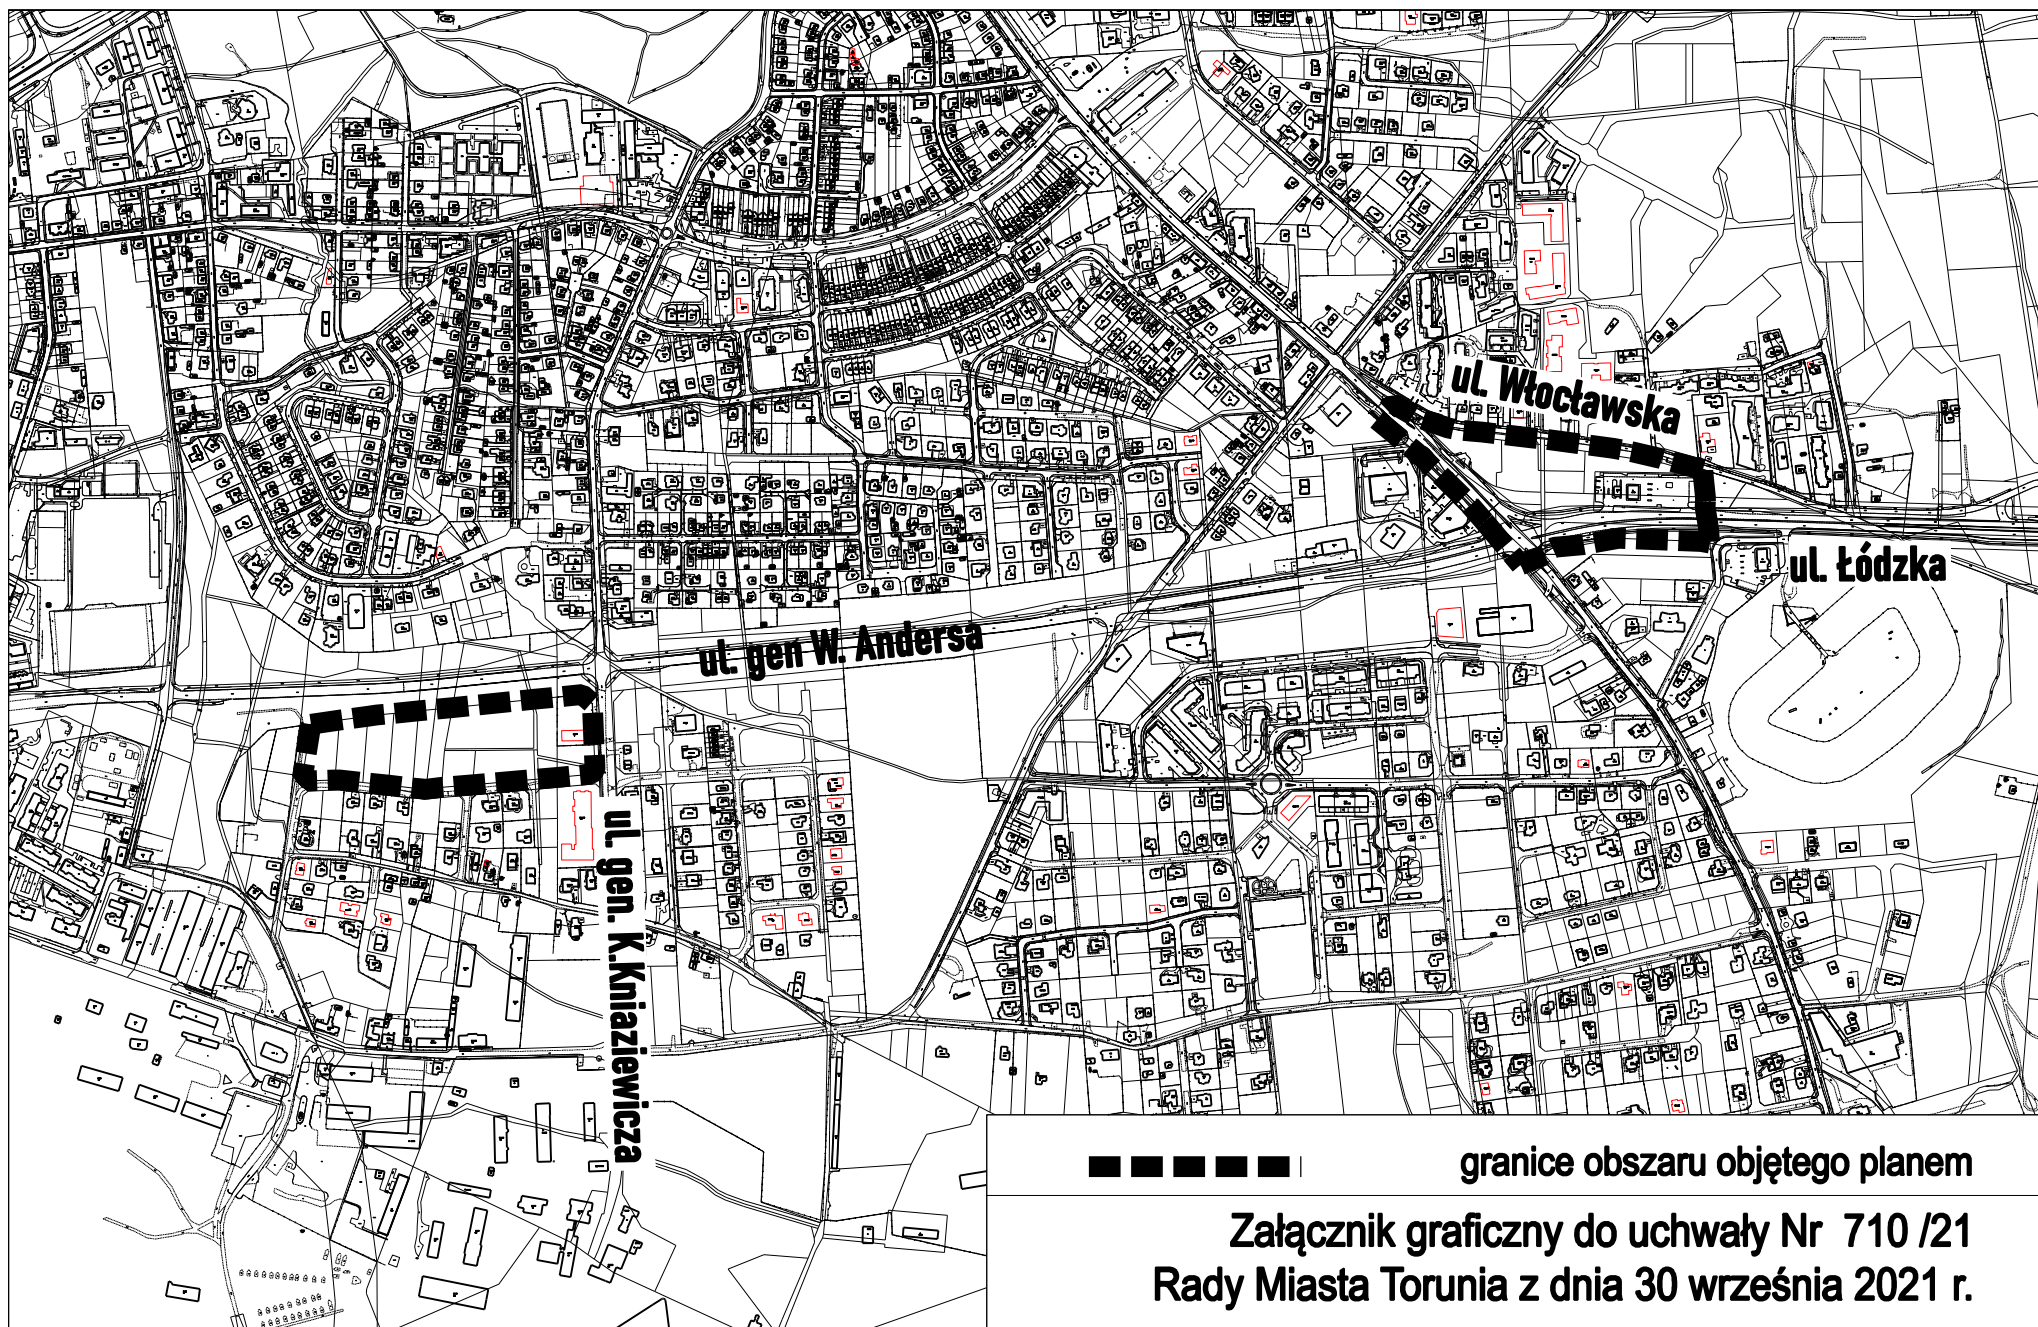 ul. Włocławska
ul. Łódzka
ul. gen W. Andersa
ul. gen. K.Kniaziewicza
granice obszaru objętego planem
Załącznik graficzny do uchwały Nr 710 /21
Rady Miasta Torunia z dnia 30 września 2021 r.